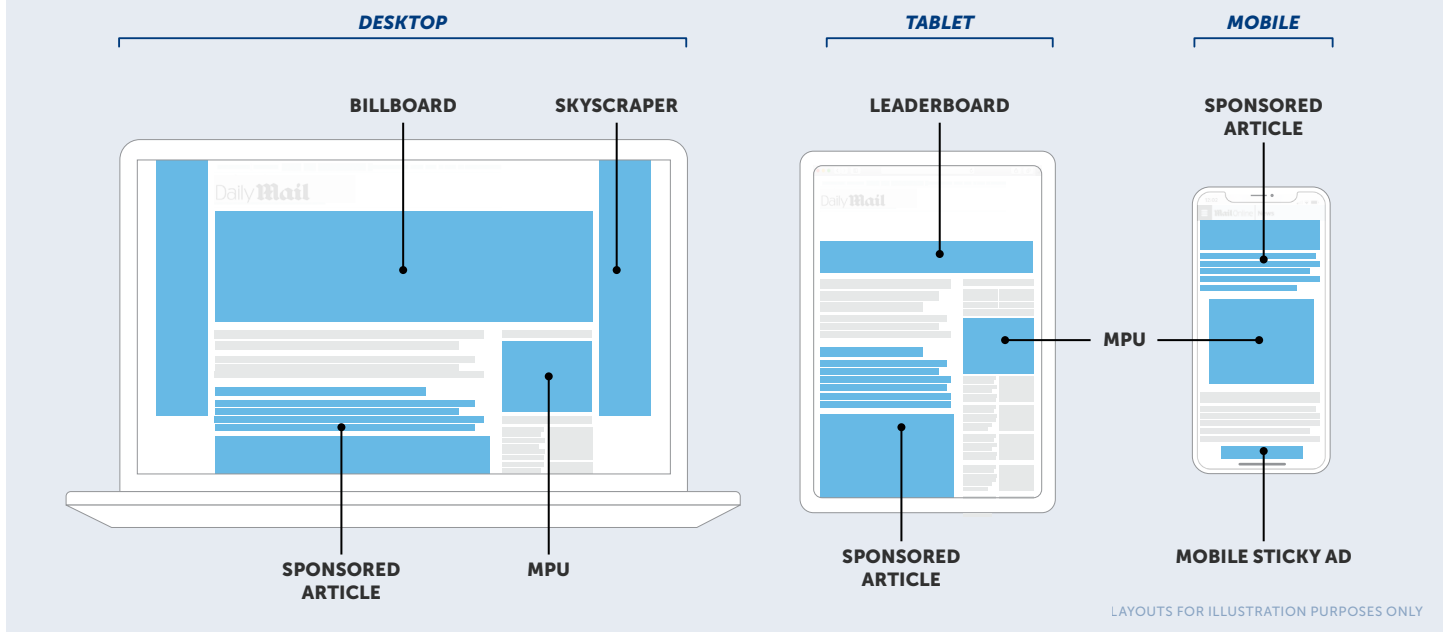 DESKTOP
TABLET
MOBILE
BILLBOARD
SKYSCRAPER
LEADERBOARD
SPONSORED
ARTICLE
Daily Mail
Daily Mail
Mail
MPU
SPONSORED
ARTICLE
MPU
SPONSORED
ARTICLE
MOBILE STICKY AD
LAYOUTS FOR ILLUSTRATION PURPOSES ONLY